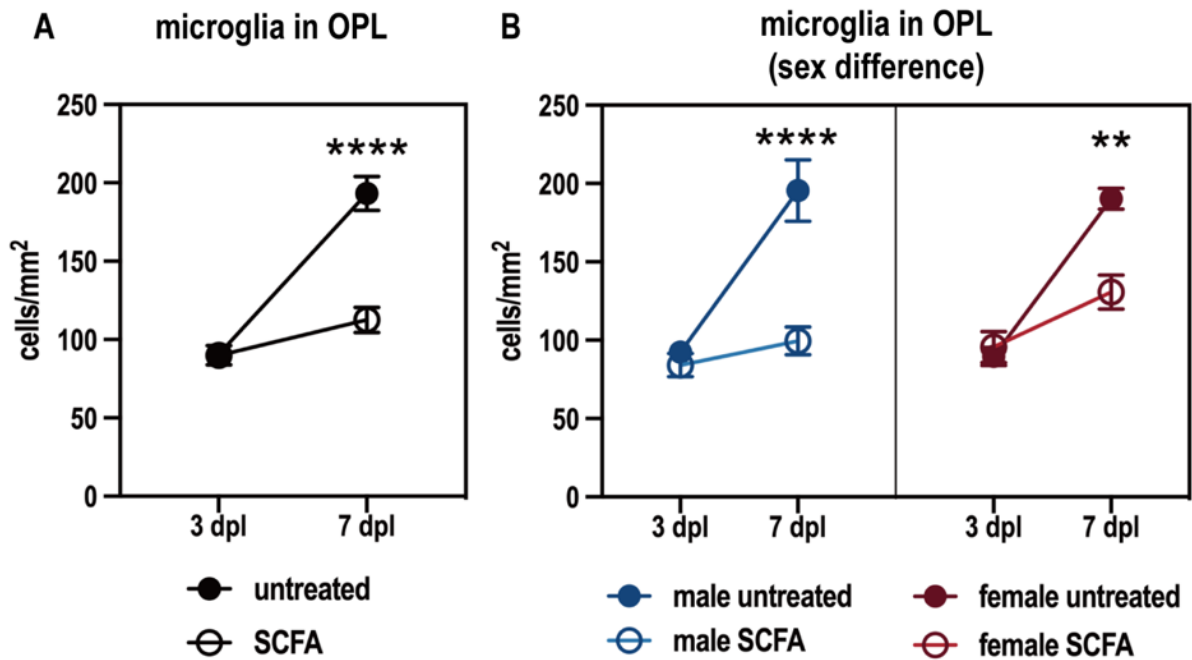 A
microglia in OPL
250
200
150
100
50
0
cells/mm²
****
3 dpl
7 dpl
untreated
SCFA
B
microglia in OPL
(sex difference)
250
200
150
100
50
0
cells/mm²
****
**
3 dpl
7 dpl
3 dpl
7 dpl
male untreated
male SCFA
female untreated
female SCFA